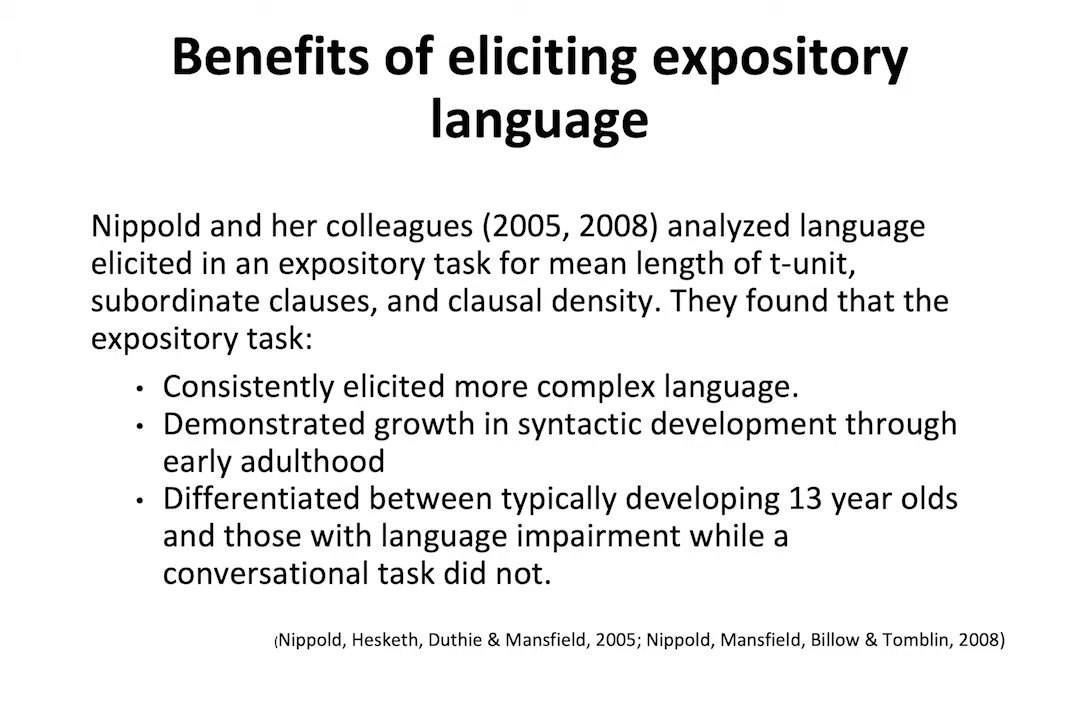 Benefits of eliciting expository
language
Nippold and her colleagues (2005, 2008) analyzed language
elicited in an expository task for mean length of t-unit,
subordinate clauses, and clausal density. They found that the
expository task:
• Consistently elicited more complex language.
• Demonstrated growth in syntactic development through
early adulthood
• Differentiated between typically developing 13 year olds
and those with language impairment while a
conversational task did not.
(Nippold, Hesketh, Duthie & Mansfield, 2005; Nippold, Mansfield, Billow & Tomblin, 2008)